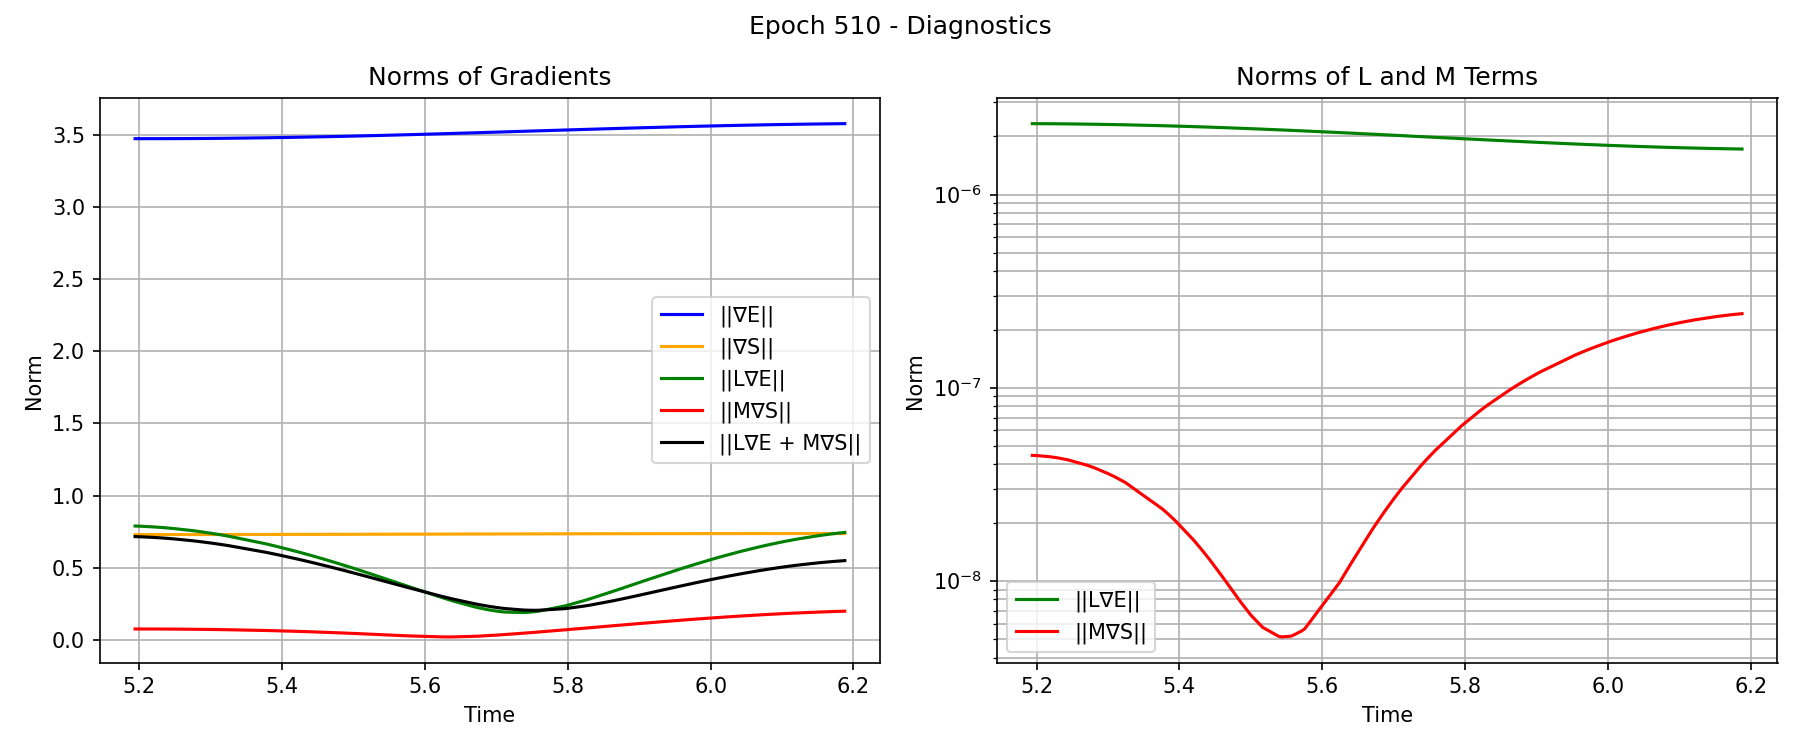 Epoch 510 - Diagnostics
Norms of Gradients
3.5
3.0
2.5
2.0
1.5
1.0
0.5
0.0
Norm
||∇E||
||∇S||
||L∇E||
||M∇S||
||L∇E + M∇S||
5.2
5.4
5.6
5.8
6.0
6.2
Time
Norms of L and M Terms
10⁻⁶
10⁻⁷
10⁻⁸
Norm
||L∇E||
||M∇S||
5.2
5.4
5.6
5.8
6.0
6.2
Time